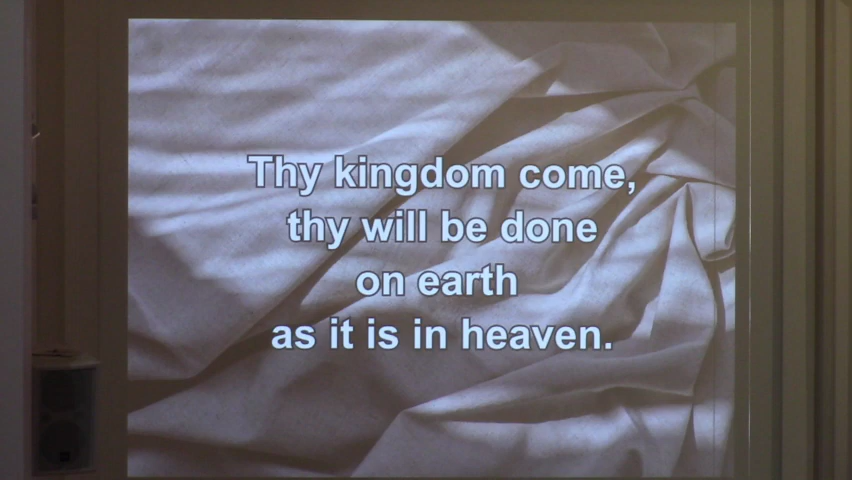 Thy kingdom come,
thy will be done
on earth
as it is in heaven.